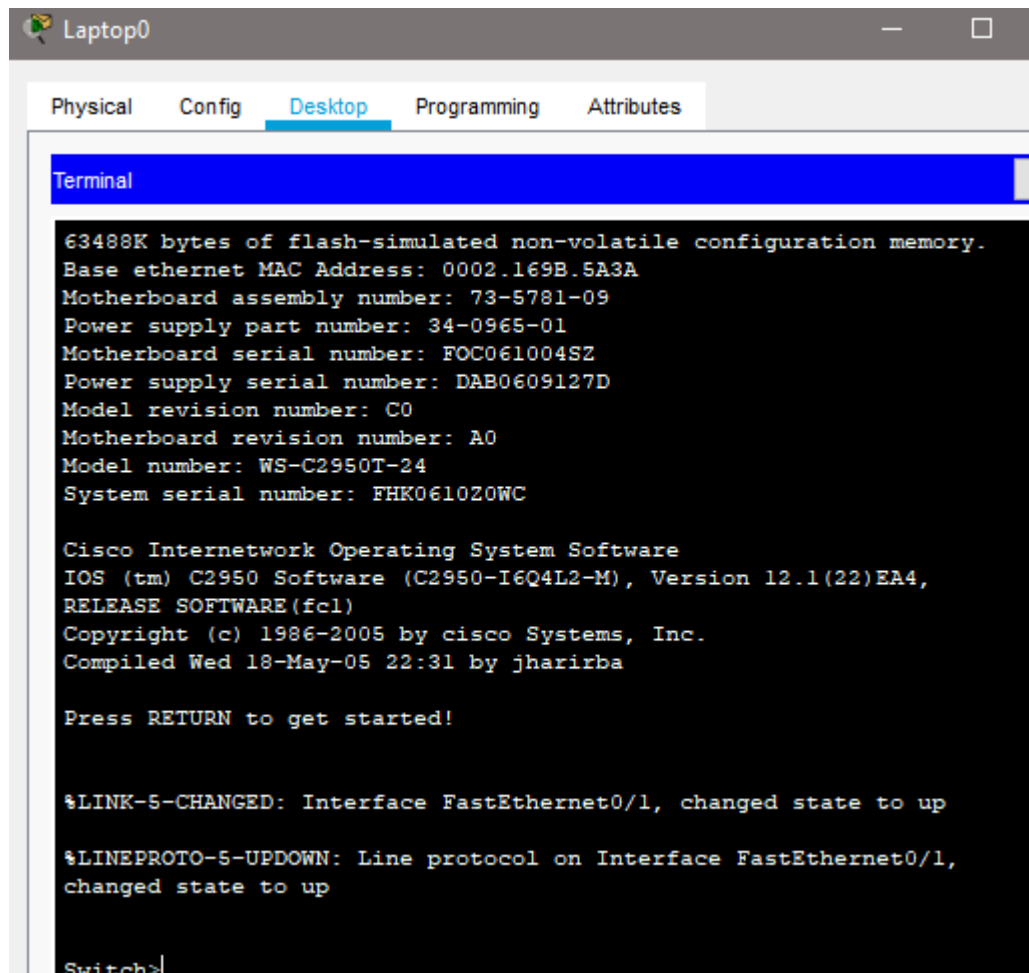 Laptop0
Physical Config Desktop Programming Attributes
Terminal
63488K bytes of flash-simulated non-volatile configuration memory.
Base ethernet MAC Address: 0002.169B.5A3A
Motherboard assembly number: 73-5781-09
Power supply part number: 34-0965-01
Motherboard serial number: FOC061004SZ
Power supply serial number: DAB0609127D
Model revision number: C0
Motherboard revision number: A0
Model number: WS-C2950T-24
System serial number: FHK0610Z0WC
Cisco Internetwork Operating System Software
IOS (tm) C2950 Software (C2950-I6Q4L2-M), Version 12.1(22)EA4,
RELEASE SOFTWARE(fc1)
Copyright (c) 1986-2005 by cisco Systems, Inc.
Compiled Wed 18-May-05 22:31 by jharirba
Press RETURN to get started!
%LINK-5-CHANGED: Interface FastEthernet0/1, changed state to up
%LINEPROTO-5-UPDOWN: Line protocol on Interface FastEthernet0/1,
changed state to up
Switch>